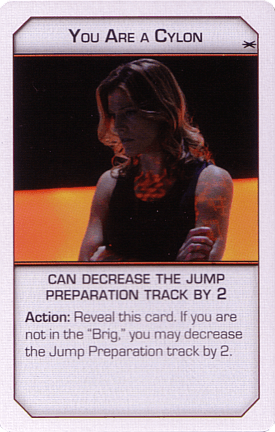 YOU ARE A CYLON
CAN DECREASE THE JUMP
PREPARATION TRACK BY 2
Action: Reveal this card. If you are
not in the “Brig,” you may decrease
the Jump Preparation track by 2.